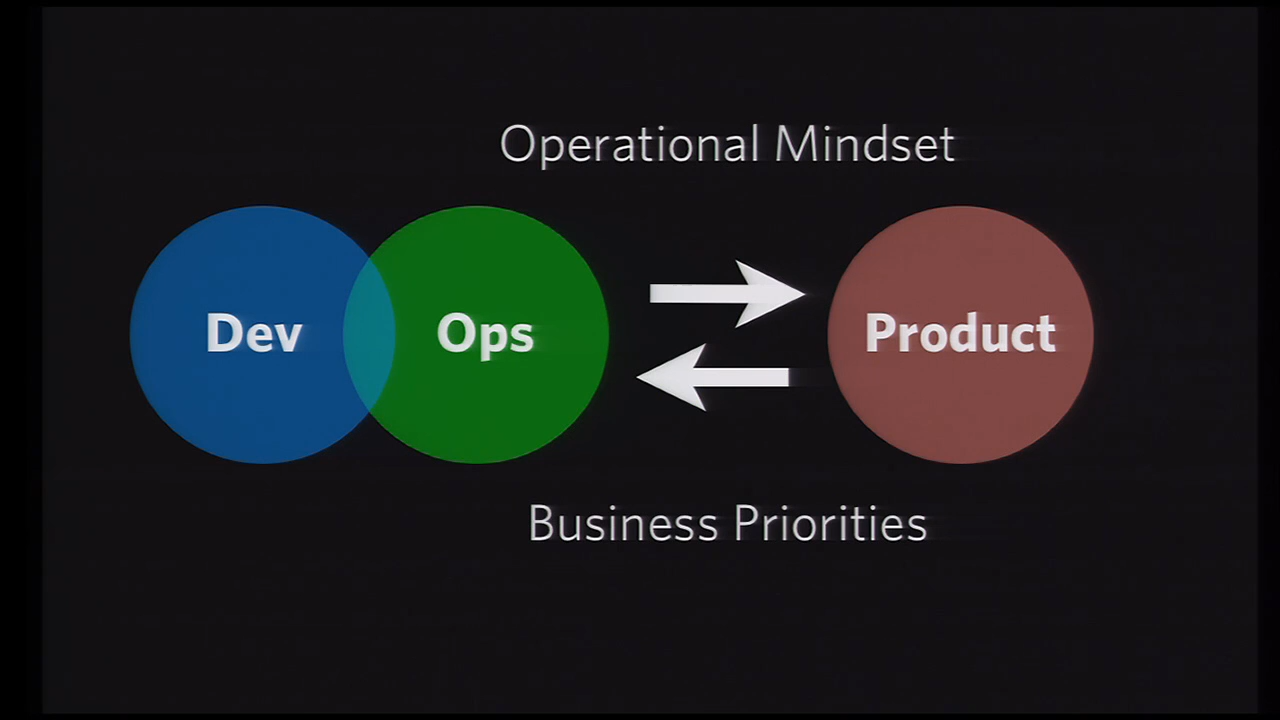 Operational Mindset
Dev
Ops
Product
Business Priorities